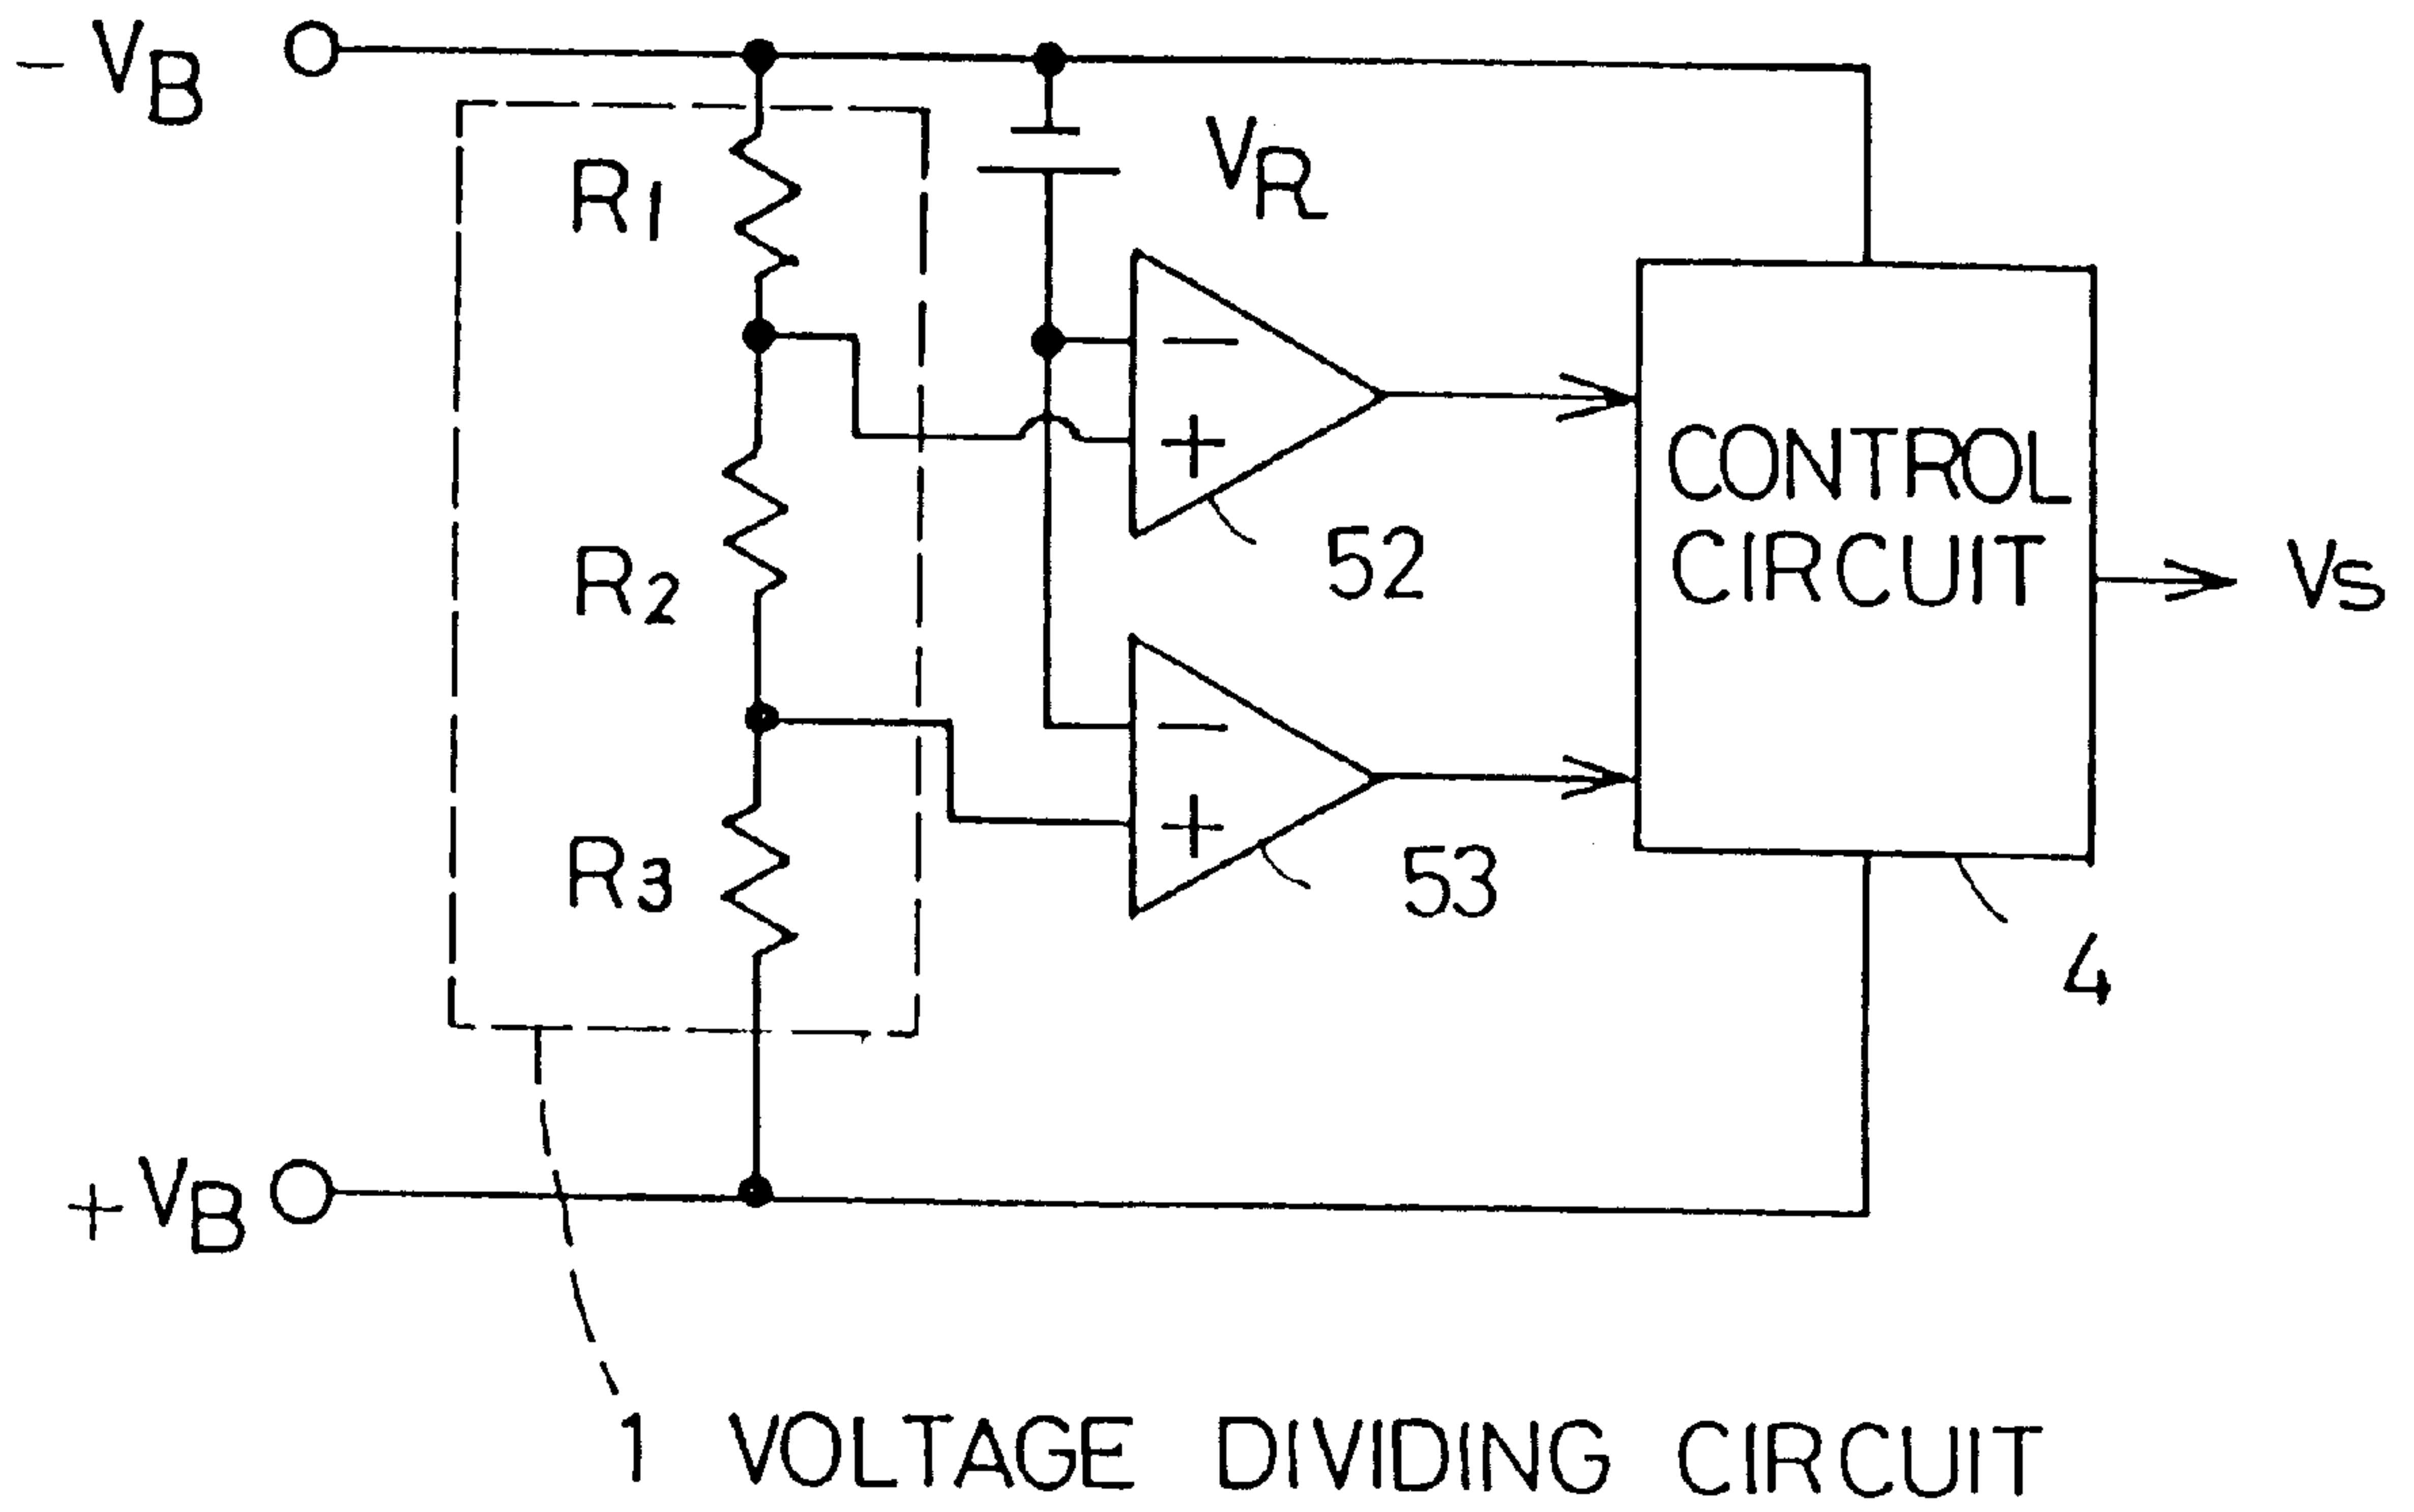 − VB
R1
VR
−
+
52
CONTROL
CIRCUIT
VS
R2
−
+
53
R3
4
+ VB
1 VOLTAGE DIVIDING CIRCUIT